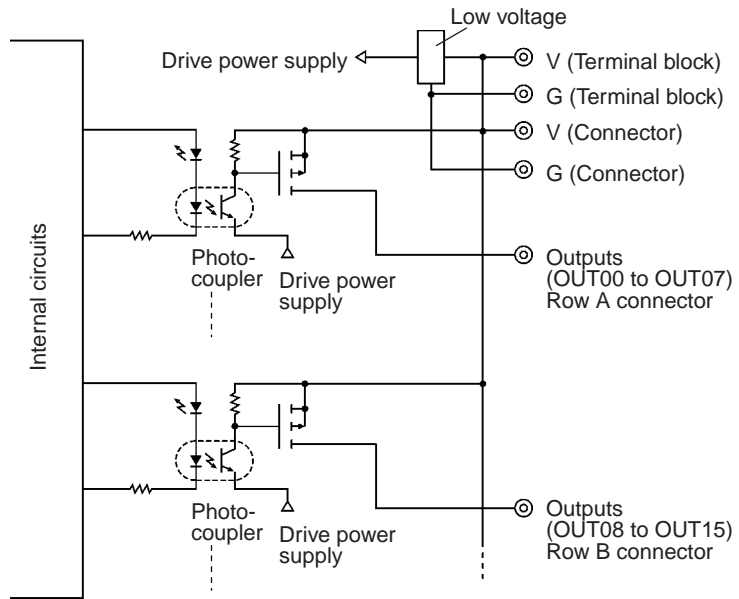 Low voltage
Drive power supply
V (Terminal block)
G (Terminal block)
V (Connector)
G (Connector)
Internal circuits
Photo-
coupler
Drive power
supply
Outputs
(OUT00 to OUT07)
Row A connector
Photo-
coupler
Drive power
supply
Outputs
(OUT08 to OUT15)
Row B connector